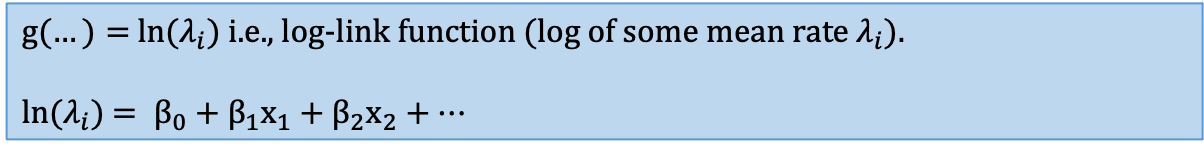 g(…) = ln(λᵢ) i.e., log-link function (log of some mean rate λᵢ).
ln(λᵢ) = β₀ + β₁x₁ + β₂x₂ + ⋯